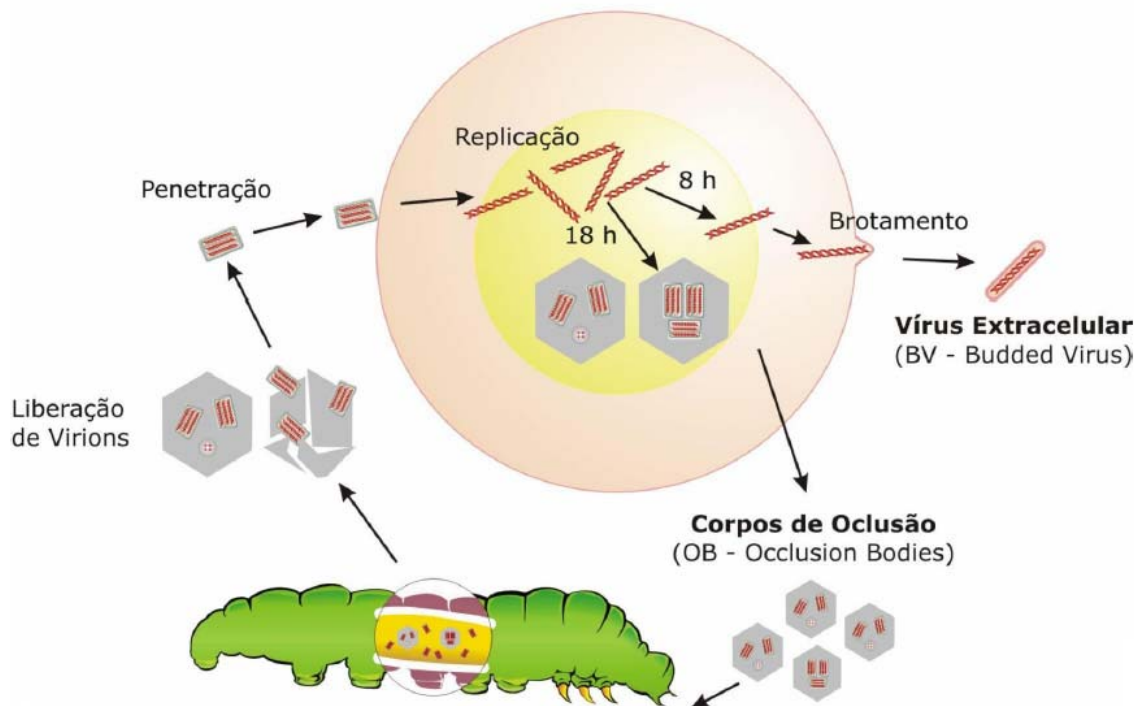 Replicação
Penetração
8 h
18 h
Brotamento
Vírus Extracelular
(BV - Budded Virus)
Liberação
de Virions
Corpos de Oclusão
(OB - Occlusion Bodies)